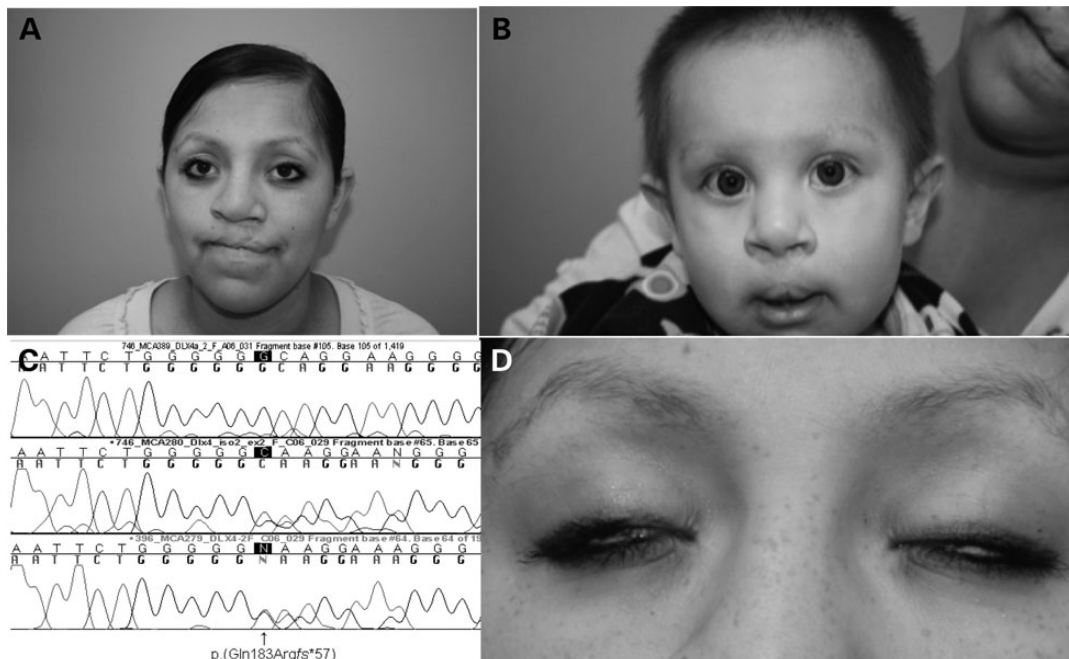 A
B
C
746_MCA389_DLX4a_2_F_A06_031 Fragment base #105. Base 105 of 1,419
A A T T C T G G G G G G C A G G A A G G G G
A A T T C T G G G G G G C A G G A A G G G G
*746_MCA280_Dlx4_iso2_ex2_F_C06_029 Fragment base #65. Base 65
A A T T C T G G G G G C A A G G A A N G G G
A A T T C T G G G G G C A A G G A A N G G G
*396_MCA279_DLX4-2F_C06_029 Fragment base #64. Base 64 of 19
A A T T C T G G G G G N A A G G A A A G G G
A A T T C T G G G G G N A A G G A A A G G G
↑
p.(Gln183Argfs*57)
D